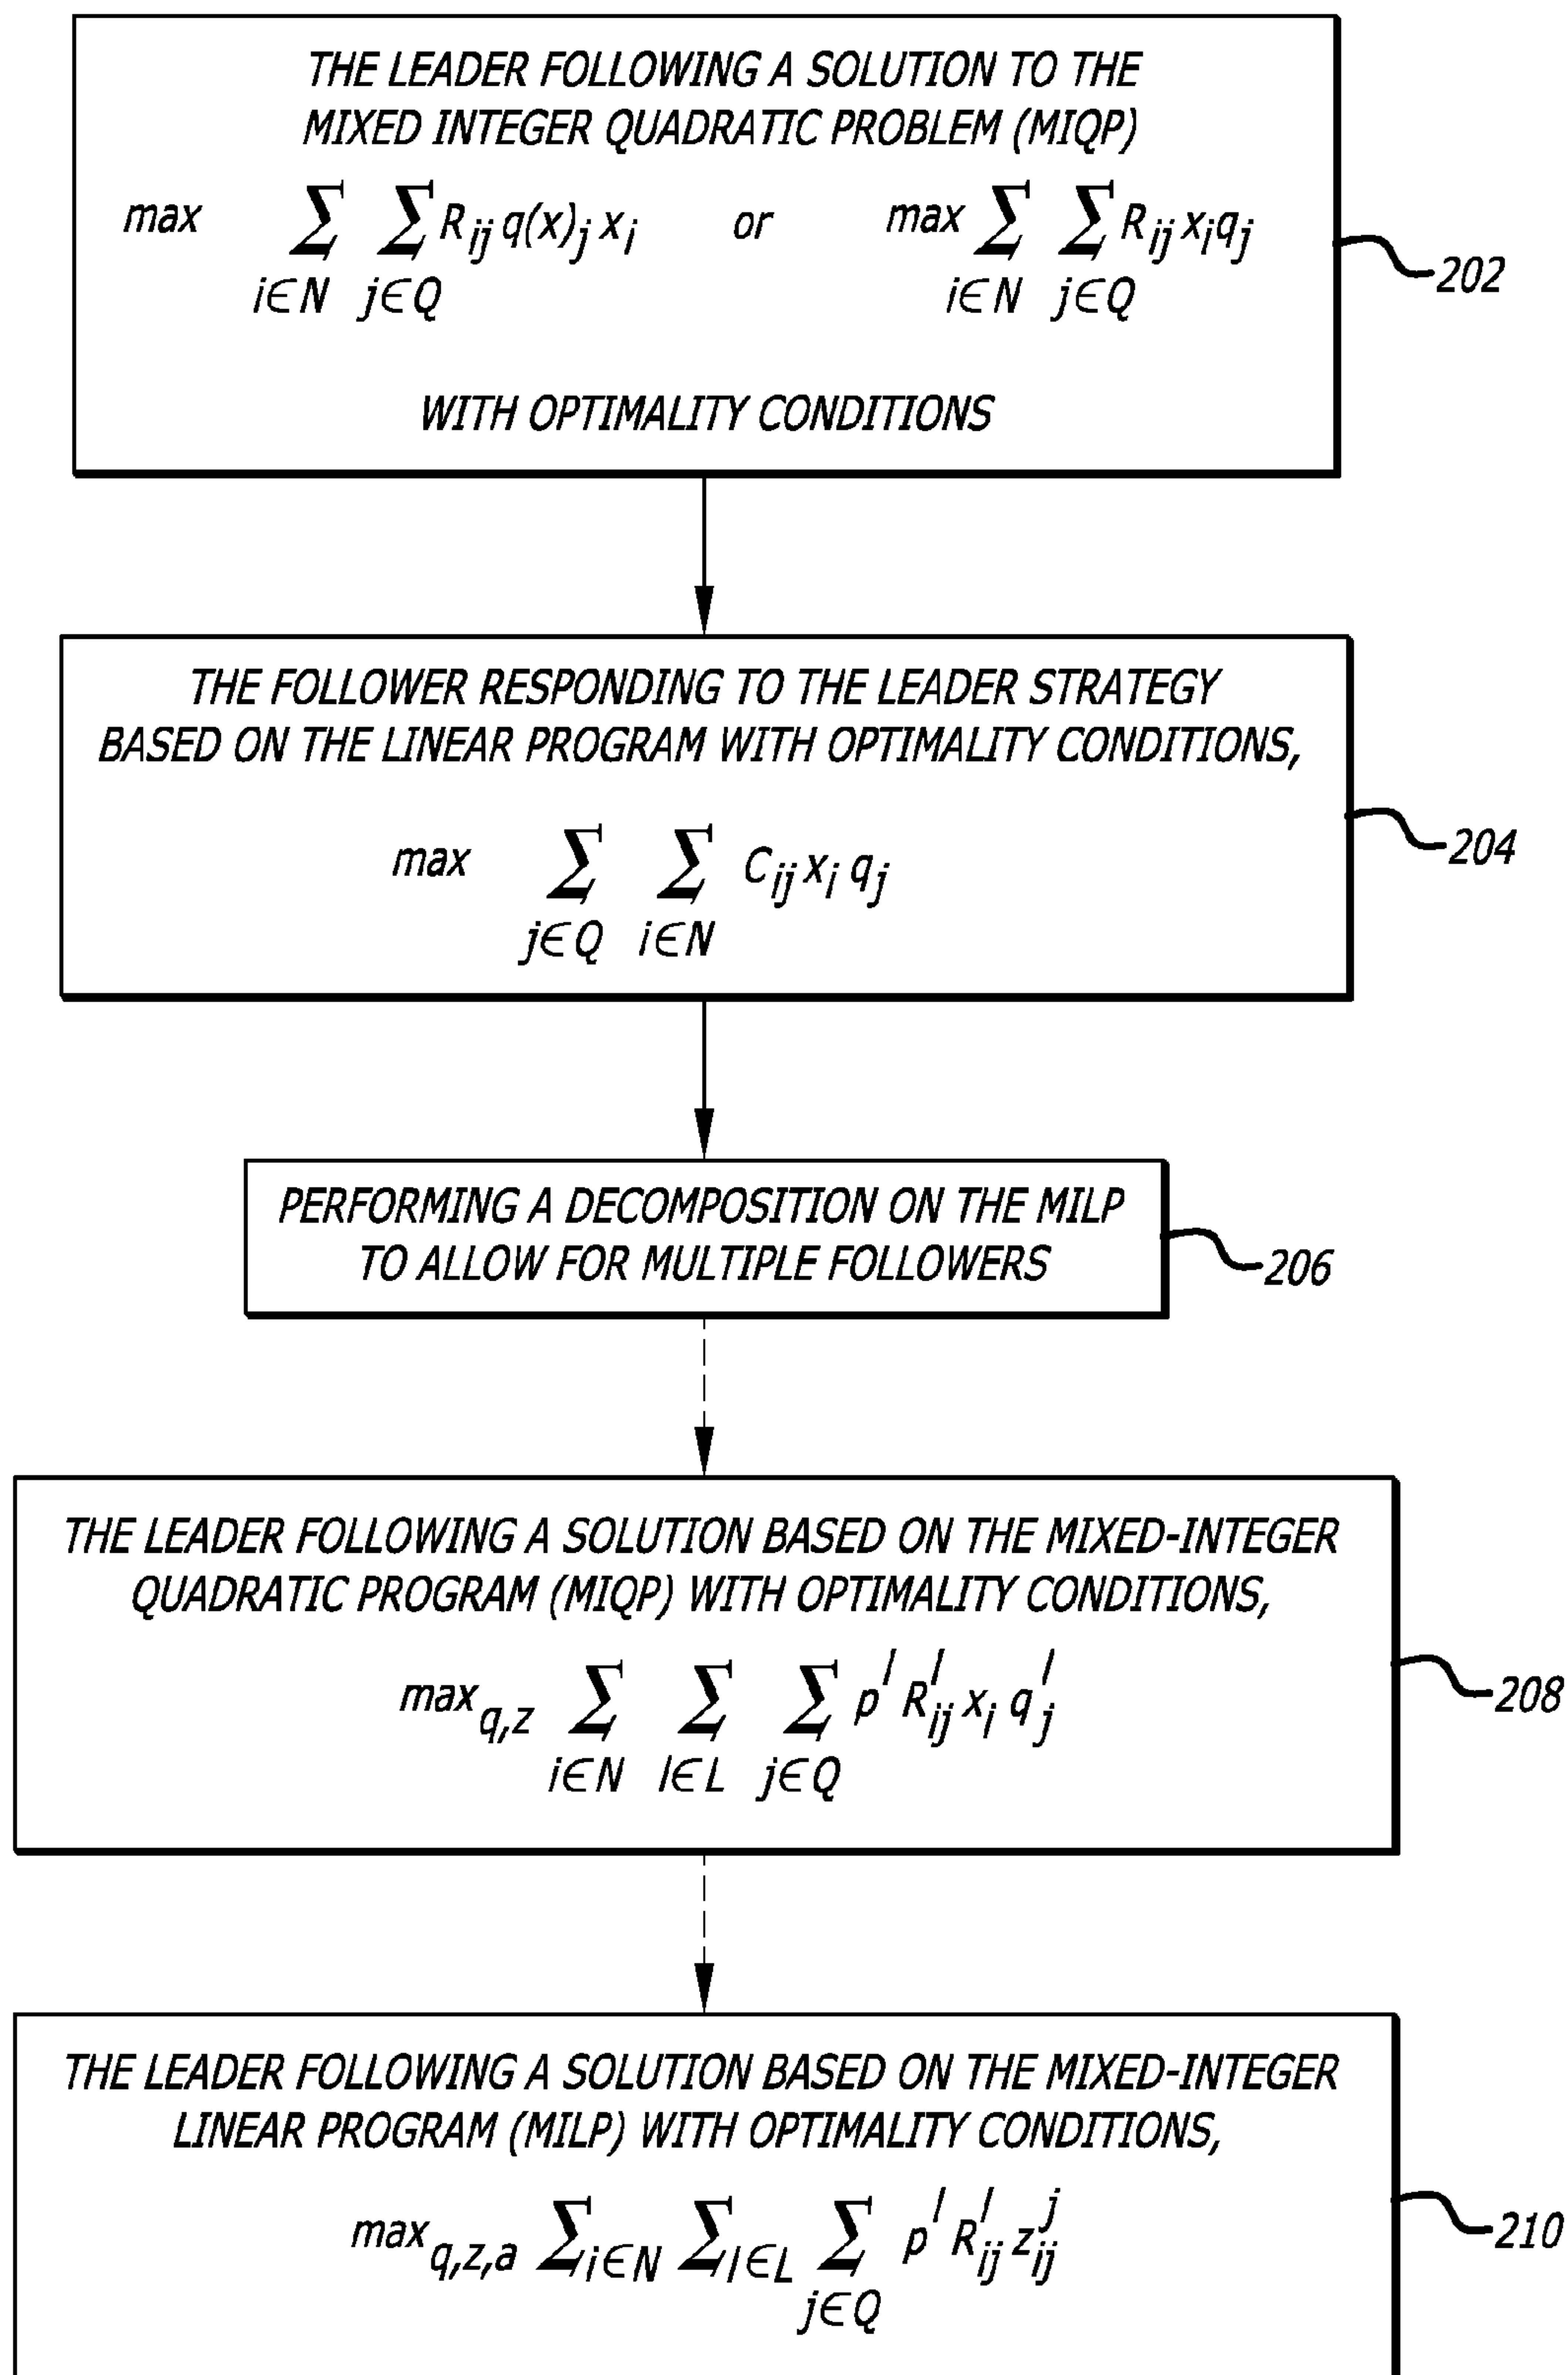 THE LEADER FOLLOWING A SOLUTION TO THE
MIXED INTEGER QUADRATIC PROBLEM (MIQP)
max ∑ ∑ R_ij q(x)_j x_i or max ∑ ∑ R_ij x_i q_j
i∈N j∈Q i∈N j∈Q
202
WITH OPTIMALITY CONDITIONS
THE FOLLOWER RESPONDING TO THE LEADER STRATEGY
BASED ON THE LINEAR PROGRAM WITH OPTIMALITY CONDITIONS,
max ∑ ∑ C_ij x_i q_j
j∈Q i∈N
204
PERFORMING A DECOMPOSITION ON THE MILP
TO ALLOW FOR MULTIPLE FOLLOWERS
206
THE LEADER FOLLOWING A SOLUTION BASED ON THE MIXED-INTEGER
QUADRATIC PROGRAM (MIQP) WITH OPTIMALITY CONDITIONS,
max_q,z ∑ ∑ ∑ p^l R^l_ij x_i q^l_j
i∈N l∈L j∈Q
208
THE LEADER FOLLOWING A SOLUTION BASED ON THE MIXED-INTEGER
LINEAR PROGRAM (MILP) WITH OPTIMALITY CONDITIONS,
max_q,z,a ∑_i∈N ∑_l∈L ∑ p^l R^l_ij z^j_ij
j∈Q
210